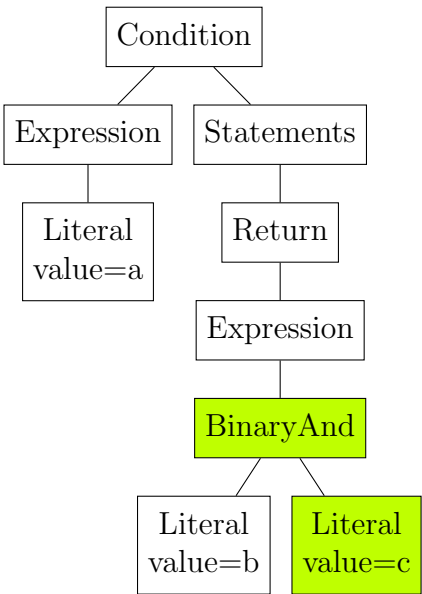 Condition
Expression
Statements
Literal
value=a
Return
Expression
BinaryAnd
Literal
value=b
Literal
value=c